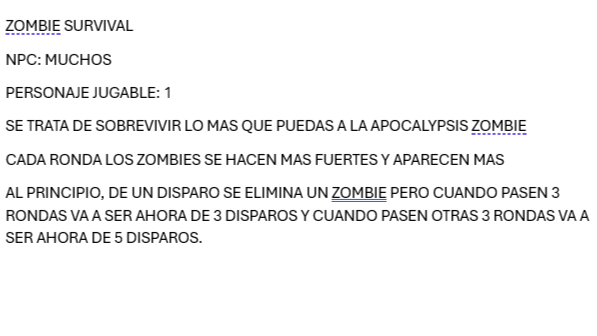 ZOMBIE SURVIVAL
NPC: MUCHOS
PERSONAJE JUGABLE: 1
SE TRATA DE SOBREVIVIR LO MAS QUE PUEDAS A LA APOCALYPSIS ZOMBIE
CADA RONDA LOS ZOMBIES SE HACEN MAS FUERTES Y APARECEN MAS
AL PRINCIPIO, DE UN DISPARO SE ELIMINA UN ZOMBIE PERO CUANDO PASEN 3
RONDAS VA A SER AHORA DE 3 DISPAROS Y CUANDO PASEN OTRAS 3 RONDAS VA A
SER AHORA DE 5 DISPAROS.